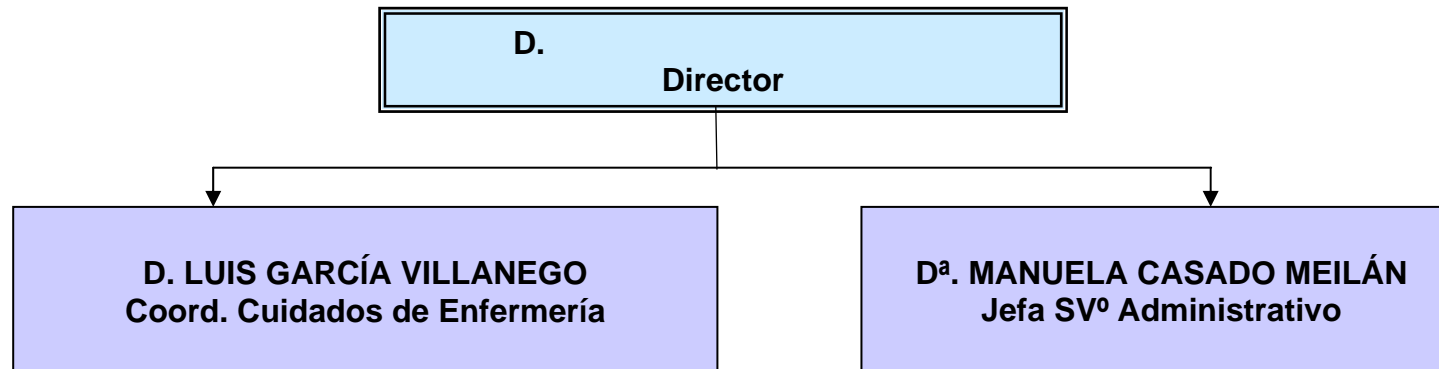 D.
Director
D. LUIS GARCÍA VILLANEGO
Coord. Cuidados de Enfermería
Dª. MANUELA CASADO MEILÁN
Jefa SVº Administrativo